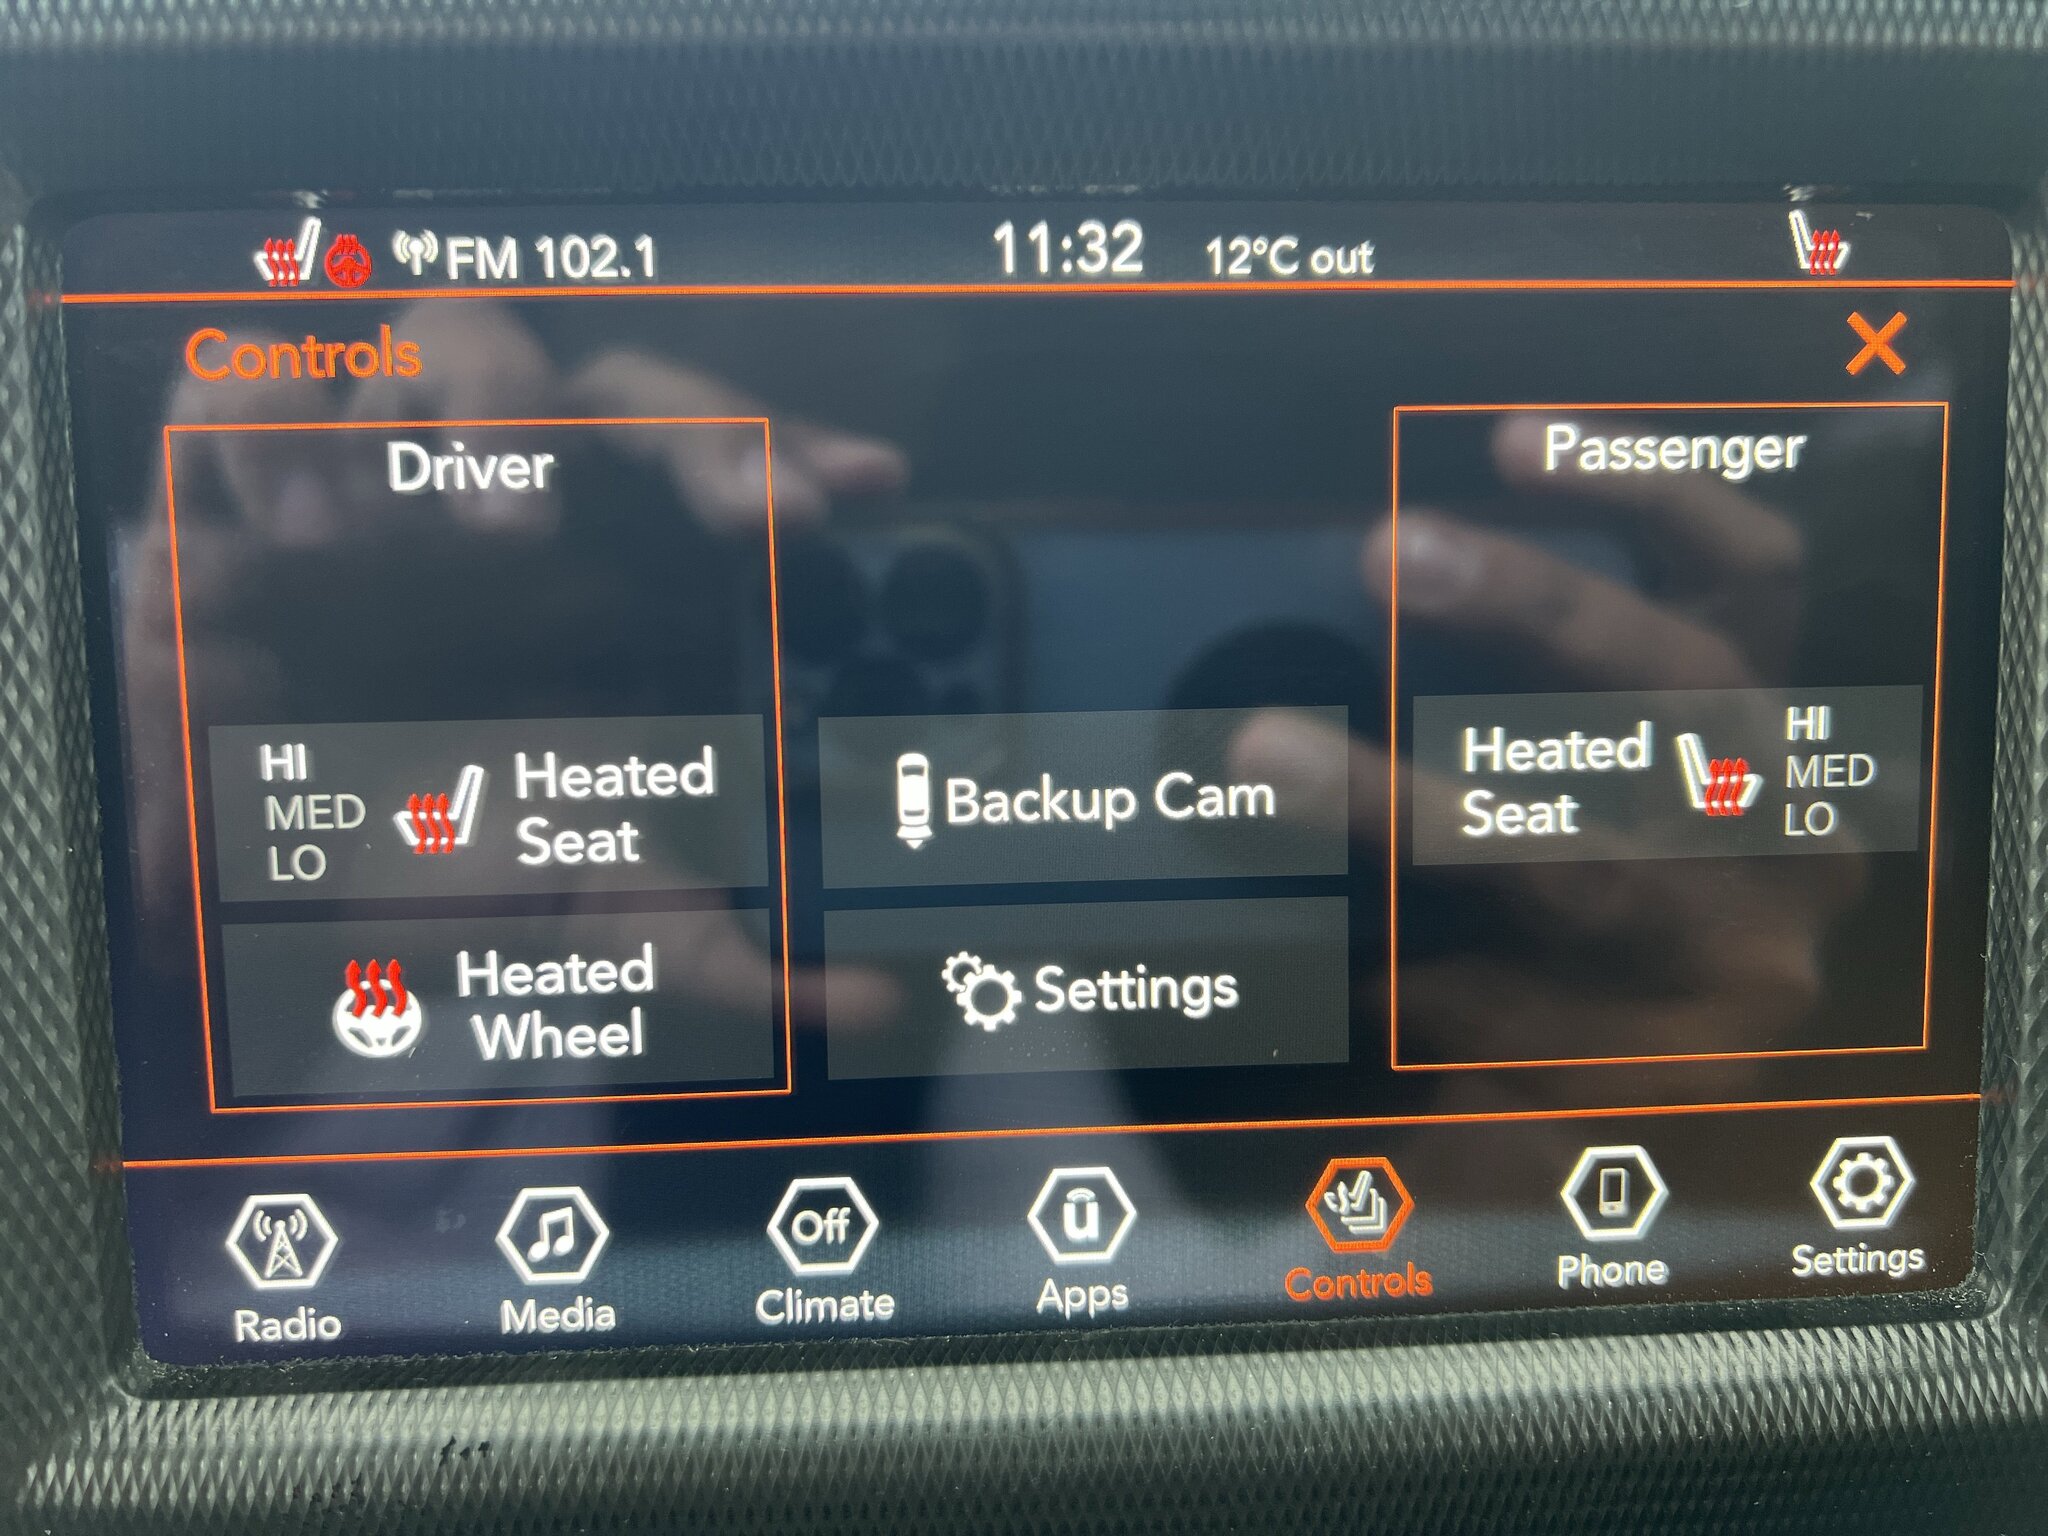 FM 102.1
11:32
12°C out
Controls
Driver
HI
MED
LO
Heated
Seat
Heated
Wheel
Backup Cam
Settings
Passenger
Heated
Seat
HI
MED
LO
Radio
Media
Off
Climate
u
Apps
Controls
Phone
Settings